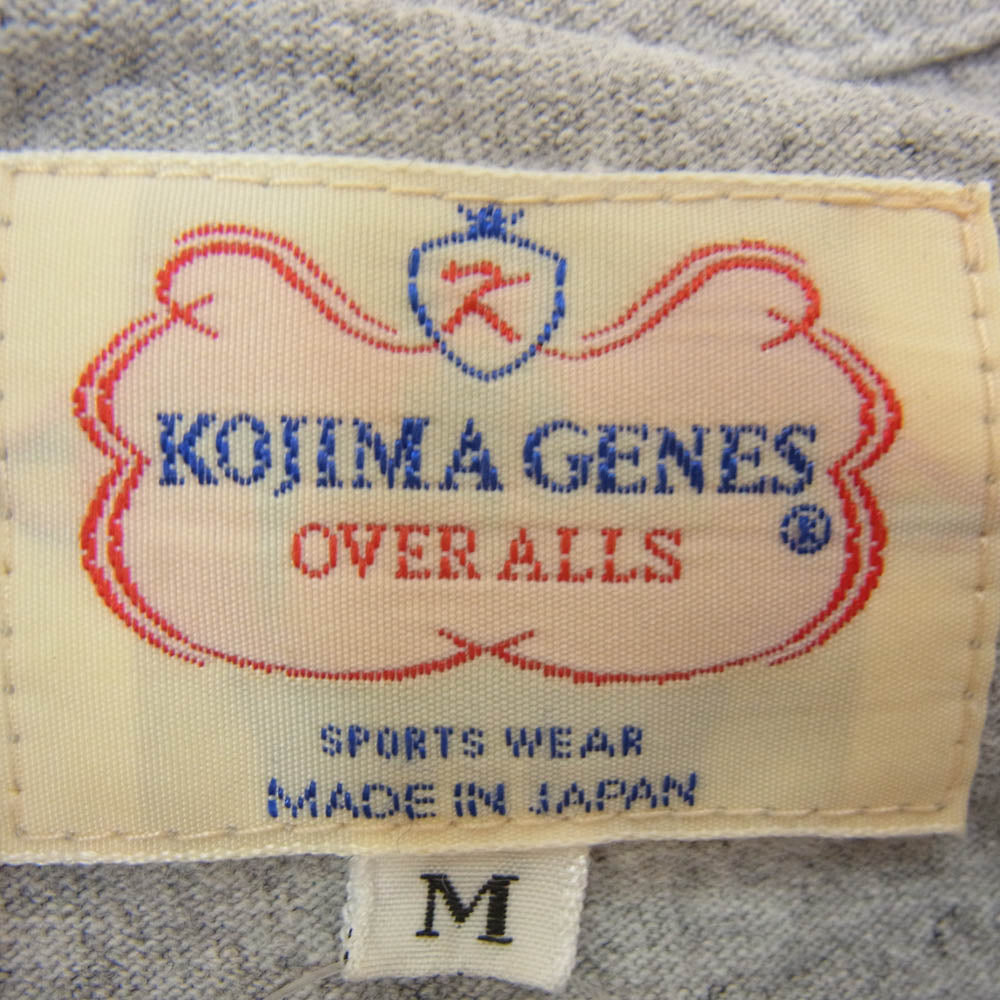 K
KOJIMA GENES
®
OVER ALLS
SPORTS WEAR
MADE IN JAPAN
M